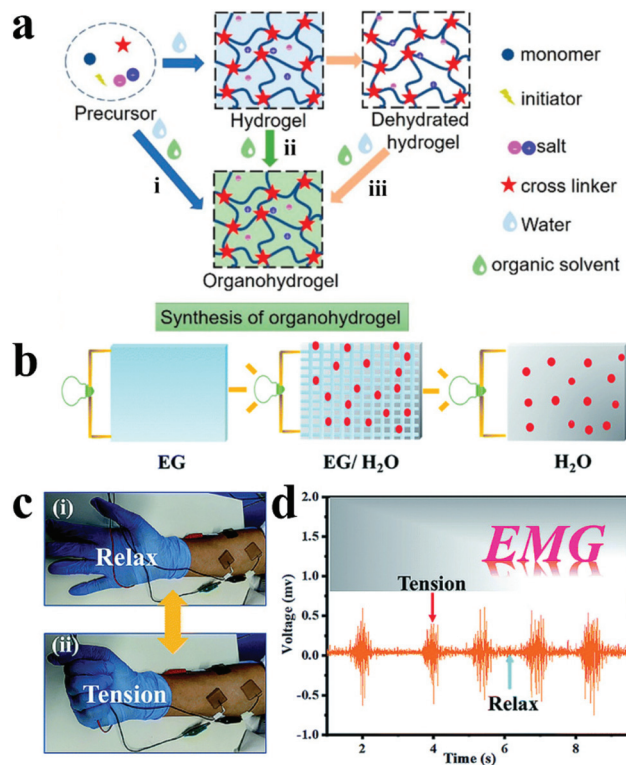 a
Precursor
Hydrogel
Dehydrated
hydrogel
i
ii
iii
Organohydrogel
Synthesis of organohydrogel
monomer
initiator
salt
cross linker
Water
organic solvent
b
EG
EG/ H₂O
H₂O
c
(i)
Relax
(ii)
Tension
d
EMG
Tension
Relax
Voltage (mv)
2.0
1.5
1.0
0.5
0.0
-0.5
-1.0
2
4
6
8
Time (s)